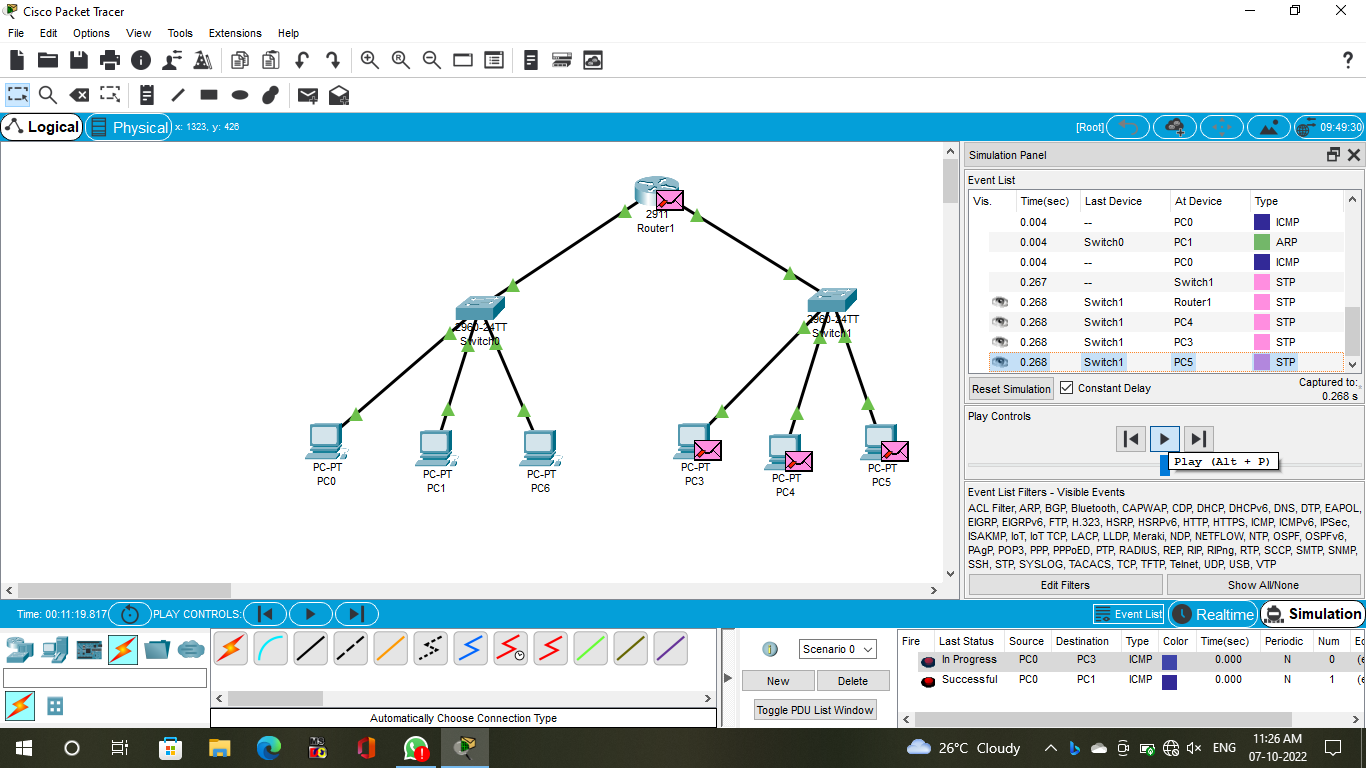 Cisco Packet Tracer
File Edit Options View Tools Extensions Help
Logical Physical x: 1323, y: 426 [Root] 09:49:30
2911
Router1
2960-24TT
Switch0
2960-24TT
Switch1
PC-PT
PC0
PC-PT
PC1
PC-PT
PC6
PC-PT
PC3
PC-PT
PC4
PC-PT
PC5
Simulation Panel
Event List
Vis. Time(sec) Last Device At Device Type
0.004 -- PC0 ICMP
0.004 Switch0 PC1 ARP
0.004 -- PC0 ICMP
0.267 -- Switch1 STP
0.268 Switch1 Router1 STP
0.268 Switch1 PC4 STP
0.268 Switch1 PC3 STP
0.268 Switch1 PC5 STP
Reset Simulation Constant Delay Captured to:
0.268 s
Play Controls
Play (Alt + P)
Event List Filters - Visible Events
ACL Filter, ARP, BGP, Bluetooth, CAPWAP, CDP, DHCP, DHCPv6, DNS, DTP, EAPOL,
EIGRP, EIGRPv6, FTP, H.323, HSRP, HSRPv6, HTTP, HTTPS, ICMP, ICMPv6, IPSec,
ISAKMP, IoT, IoT TCP, LACP, LLDP, Meraki, NDP, NETFLOW, NTP, OSPF, OSPFv6,
PAgP, POP3, PPP, PPPoED, PTP, RADIUS, REP, RIP, RIPng, RTP, SCCP, SMTP, SNMP,
SSH, STP, SYSLOG, TACACS, TCP, TFTP, Telnet, UDP, USB, VTP
Edit Filters Show All/None
Time: 00:11:19.817 PLAY CONTROLS: Event List Realtime Simulation
Scenario 0
New Delete
Toggle PDU List Window
Automatically Choose Connection Type
Fire Last Status Source Destination Type Color Time(sec) Periodic Num Ec
In Progress PC0 PC3 ICMP 0.000 N 0 (e
Successful PC0 PC1 ICMP 0.000 N 1 (e
26°C Cloudy ENG 11:26 AM
07-10-2022